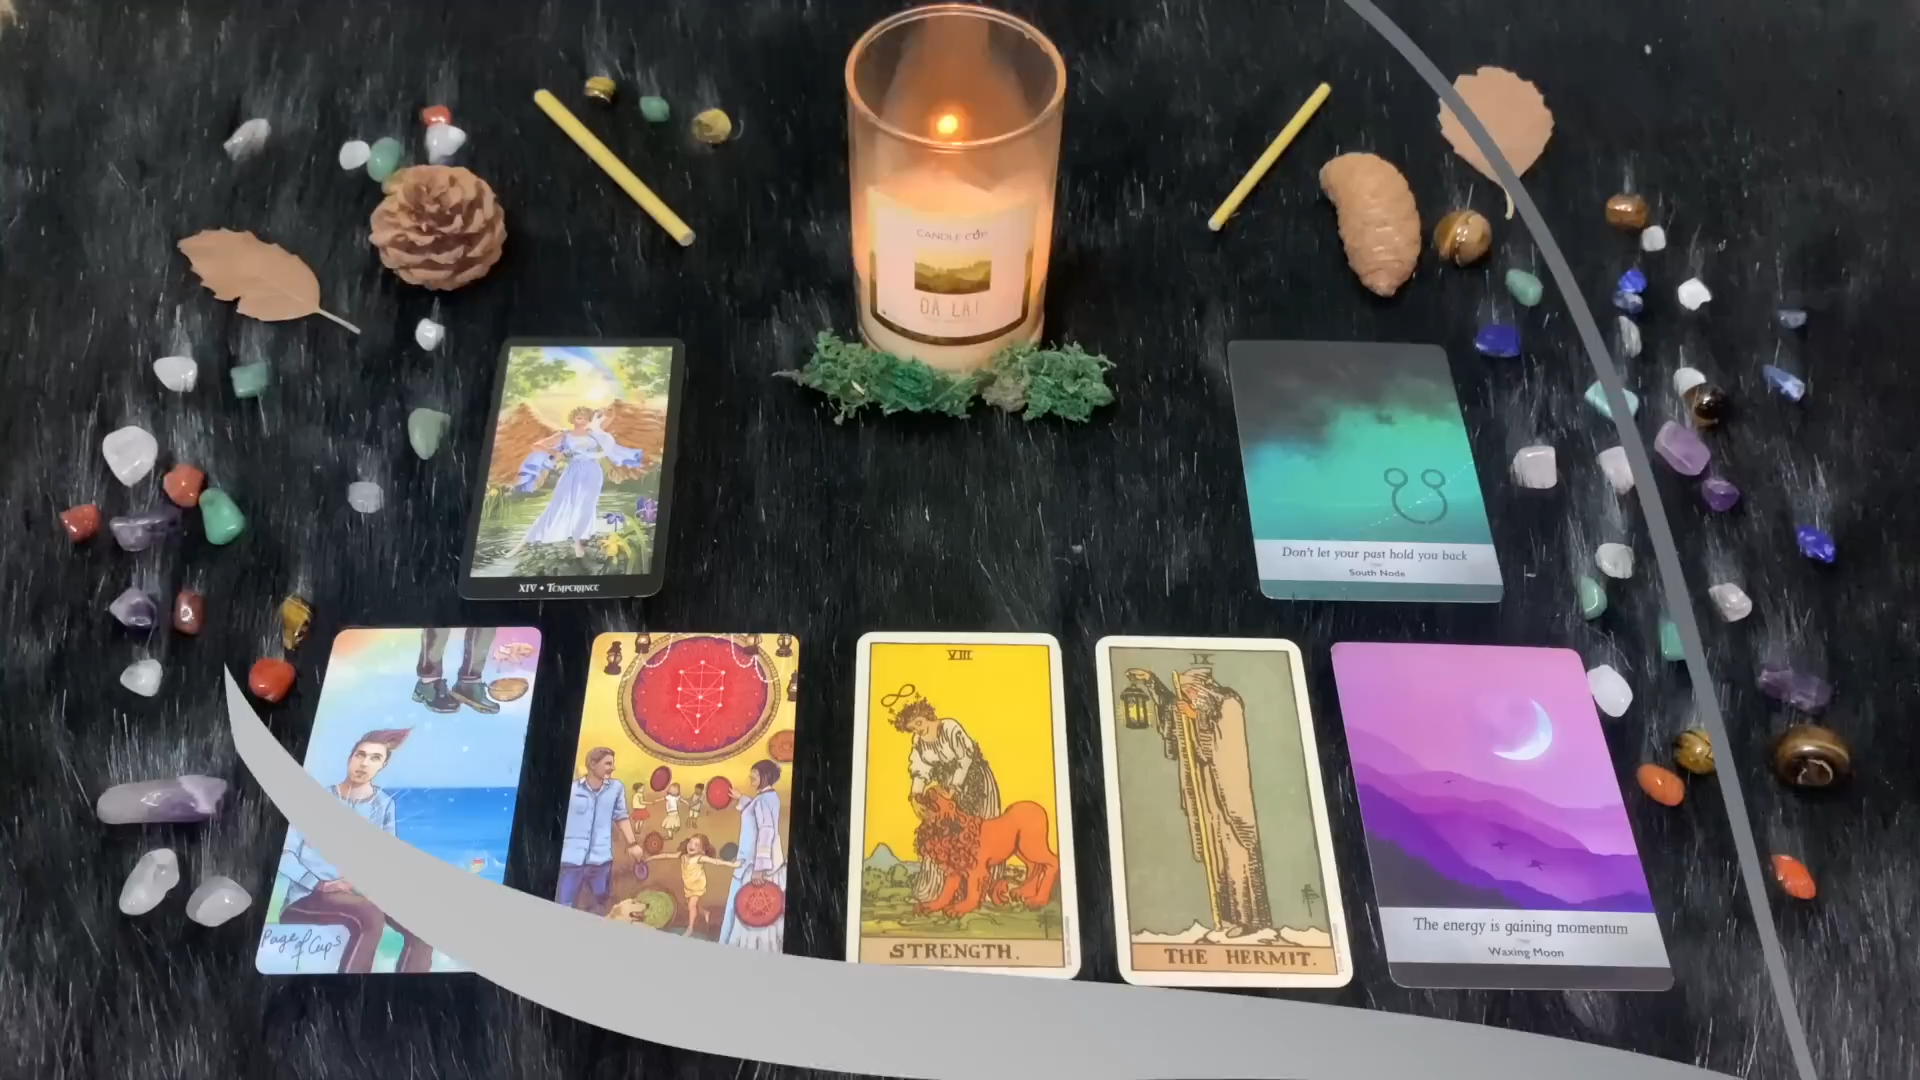 CANDLE CUP
ĐÀ LẠT
XIV • TEMPERANCE
Don't let your past hold you back
South Node
Page of Cups
VIII
STRENGTH.
IX
THE HERMIT.
The energy is gaining momentum
Waxing Moon